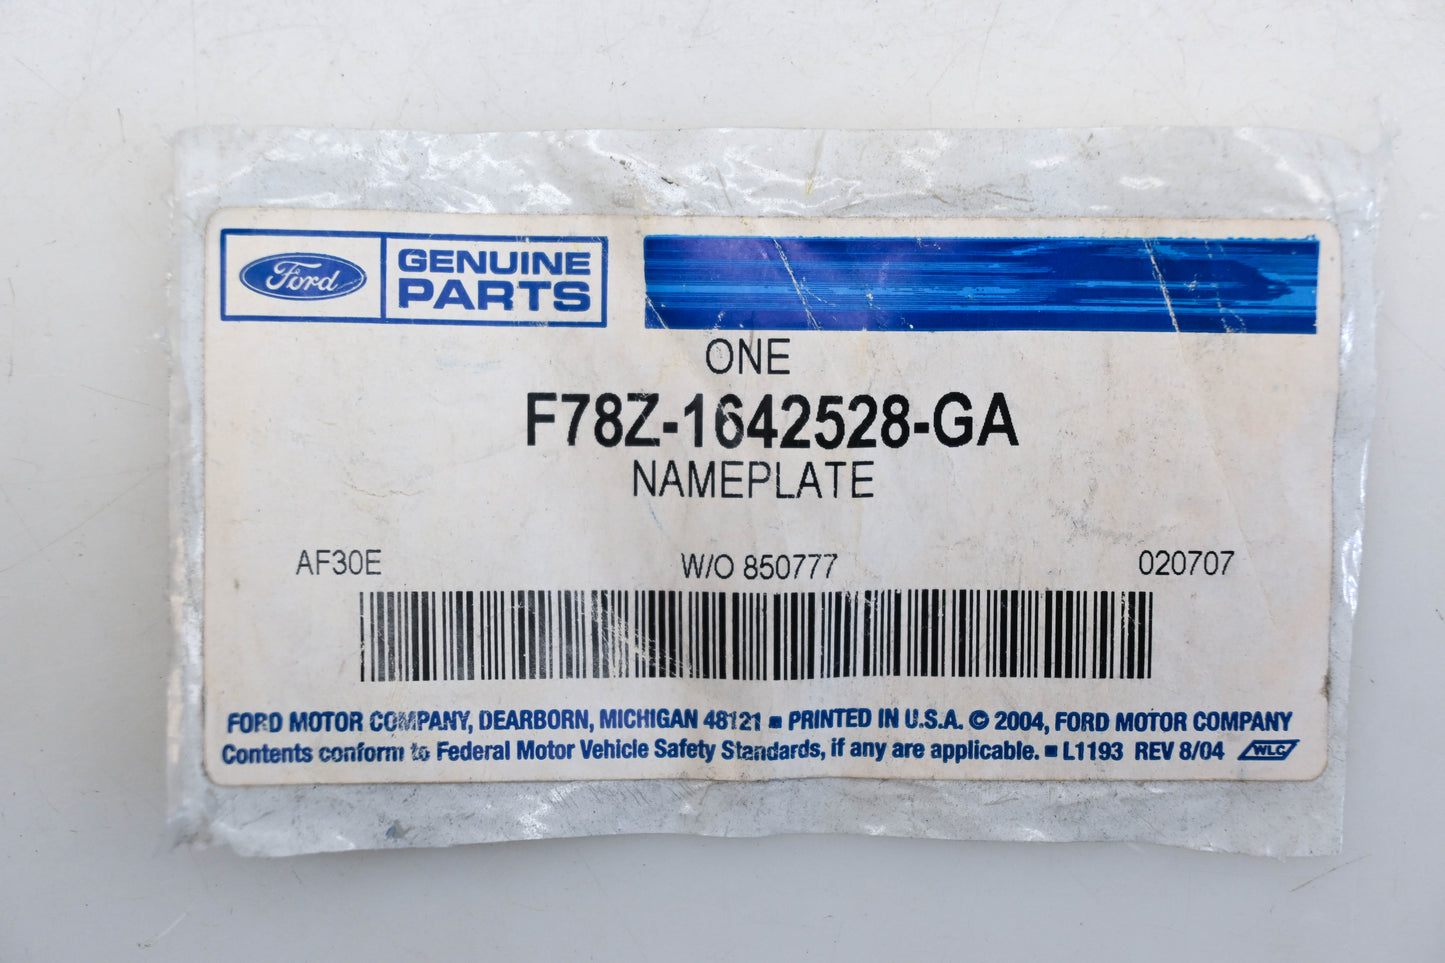 Ford
GENUINE
PARTS
ONE
F78Z-1642528-GA
NAMEPLATE
AF30E W/O 850777 020707
FORD MOTOR COMPANY, DEARBORN, MICHIGAN 48121 ■ PRINTED IN U.S.A. © 2004, FORD MOTOR COMPANY
Contents conform to Federal Motor Vehicle Safety Standards, if any are applicable. ■ L1193 REV 8/04 WLC